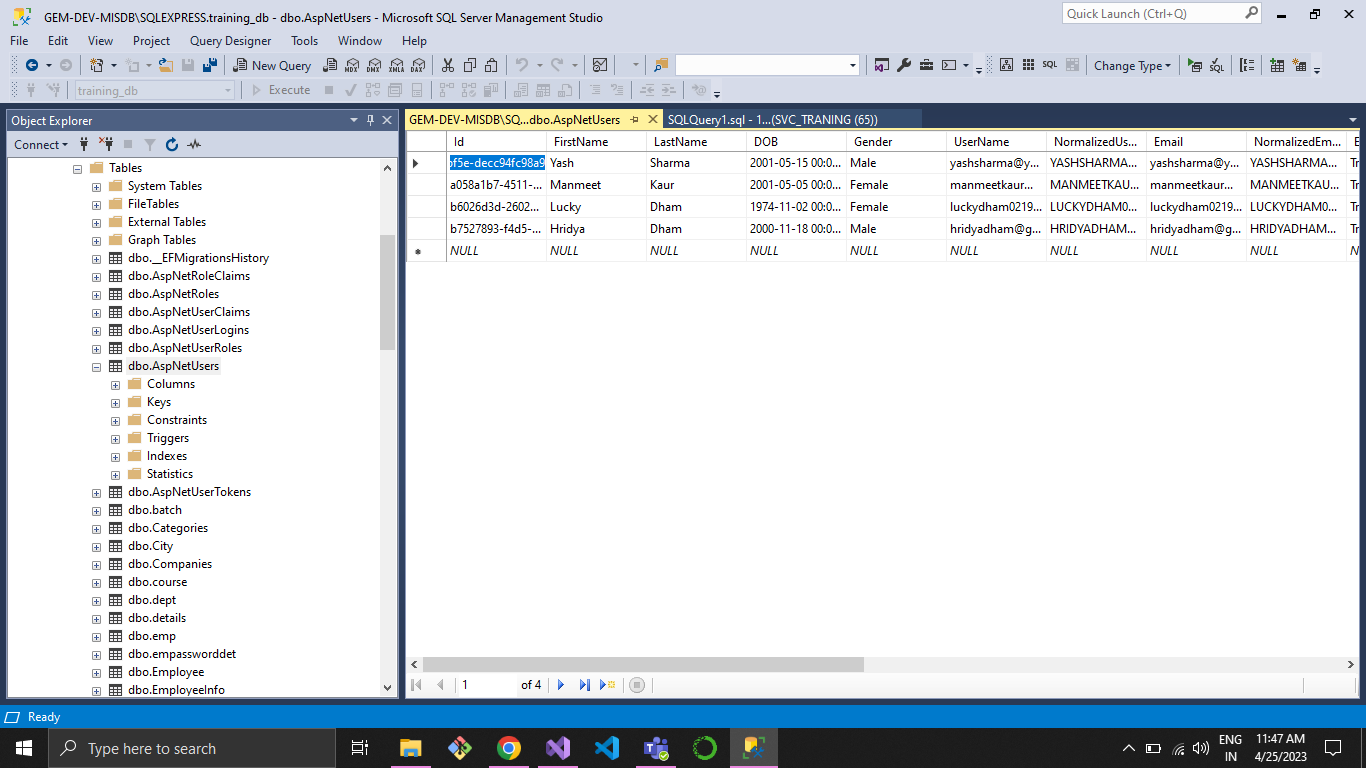 GEM-DEV-MISDB\SQLEXPRESS.training_db - dbo.AspNetUsers - Microsoft SQL Server Management Studio
Quick Launch (Ctrl+Q)
File Edit View Project Query Designer Tools Window Help
New Query MDX DMX XMLA DAX SQL Change Type
training_db Execute
Object Explorer
Connect
Tables
System Tables
FileTables
External Tables
Graph Tables
dbo.__EFMigrationsHistory
dbo.AspNetRoleClaims
dbo.AspNetRoles
dbo.AspNetUserClaims
dbo.AspNetUserLogins
dbo.AspNetUserRoles
dbo.AspNetUsers
Columns
Keys
Constraints
Triggers
Indexes
Statistics
dbo.AspNetUserTokens
dbo.batch
dbo.Categories
dbo.City
dbo.Companies
dbo.course
dbo.dept
dbo.details
dbo.emp
dbo.empassworddet
dbo.Employee
dbo.EmployeeInfo
GEM-DEV-MISDB\SQ...dbo.AspNetUsers SQLQuery1.sql - 1...(SVC_TRANING (65))
Id FirstName LastName DOB Gender UserName NormalizedUs... Email NormalizedEm... E
bf5e-decc94fc98a9 Yash Sharma 2001-05-15 00:0... Male yashsharma@y... YASHSHARMA... yashsharma@y... YASHSHARMA... Tr
a058a1b7-4511-... Manmeet Kaur 2001-05-05 00:0... Female manmeetkaur... MANMEETKAU... manmeetkaur... MANMEETKAU... Tr
b6026d3d-2602... Lucky Dham 1974-11-02 00:0... Female luckydham0219... LUCKYDHAM0... luckydham0219... LUCKYDHAM0... Tr
b7527893-f4d5-... Hridya Dham 2000-11-18 00:0... Male hridyadham@g... HRIDYADHAM... hridyadham@g... HRIDYADHAM... Tr
NULL NULL NULL NULL NULL NULL NULL NULL NULL N
1 of 4
Ready
Type here to search
ENG
IN
11:47 AM
4/25/2023